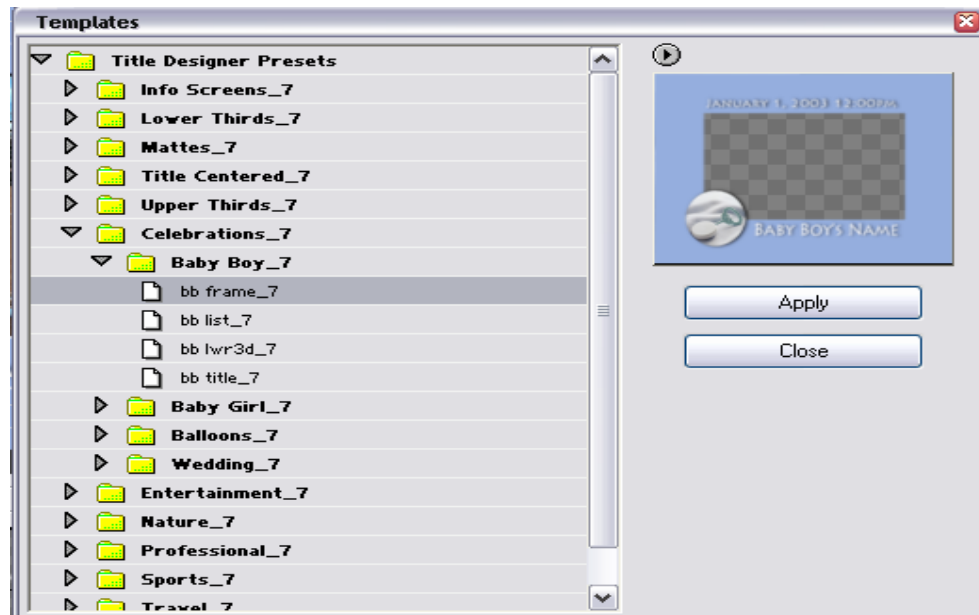 Templates
Title Designer Presets
Info Screens_7
Lower Thirds_7
Mattes_7
Title Centered_7
Upper Thirds_7
Celebrations_7
Baby Boy_7
bb frame_7
bb list_7
bb lwr3d_7
bb title_7
Baby Girl_7
Balloons_7
Wedding_7
Entertainment_7
Nature_7
Professional_7
Sports_7
Travel_7
JANUARY 1, 2003 12:00PM
BABY BOY'S NAME
Apply
Close